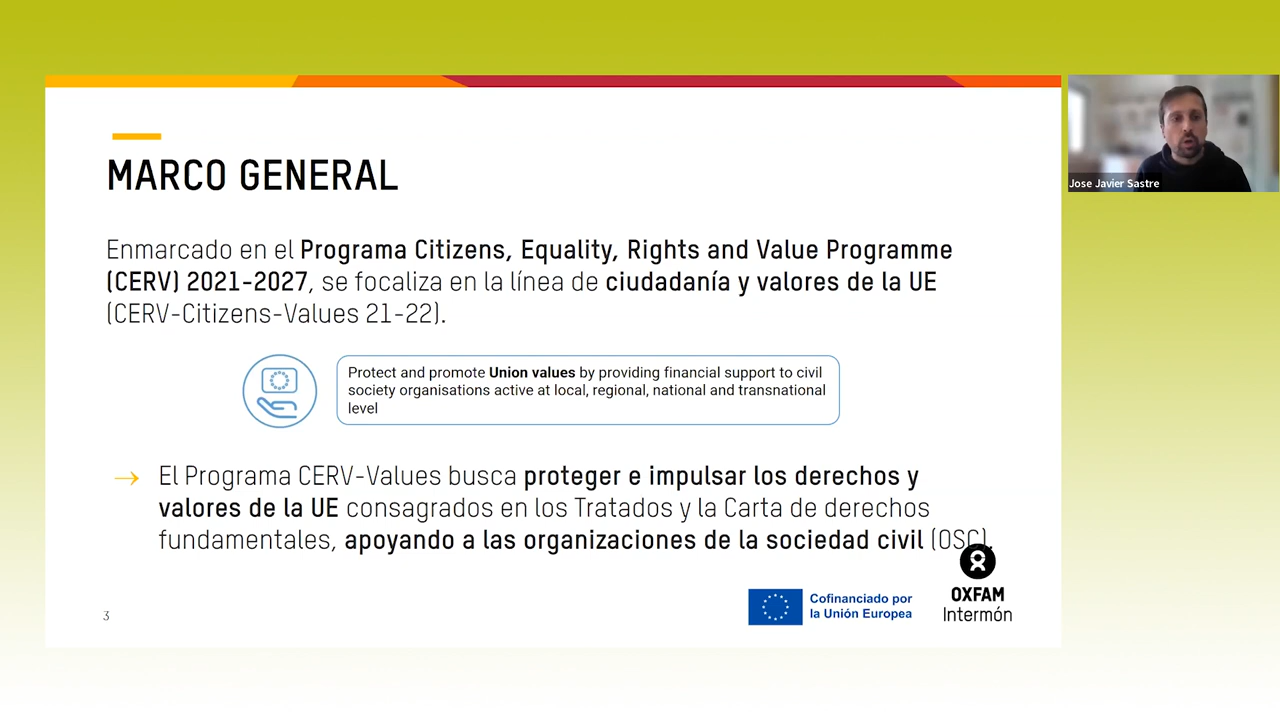 MARCO GENERAL
Enmarcado en el Programa Citizens, Equality, Rights and Value Programme
(CERV) 2021-2027, se focaliza en la línea de ciudadanía y valores de la UE
(CERV-Citizens-Values 21-22).
Protect and promote Union values by providing financial support to civil
society organisations active at local, regional, national and transnational
level
→ El Programa CERV-Values busca proteger e impulsar los derechos y
valores de la UE consagrados en los Tratados y la Carta de derechos
fundamentales, apoyando a las organizaciones de la sociedad civil (OSC).
3
Cofinanciado por
la Unión Europea
OXFAM
Intermón
Jose Javier Sastre